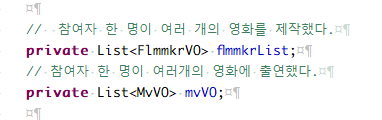 // 참여자 한 명이 여러 개의 영화를 제작했다.
private List<FlmmkrVO> flmmkrList;
// 참여자 한 명이 여러개의 영화에 출연했다.
private List<MvVO> mvVO;